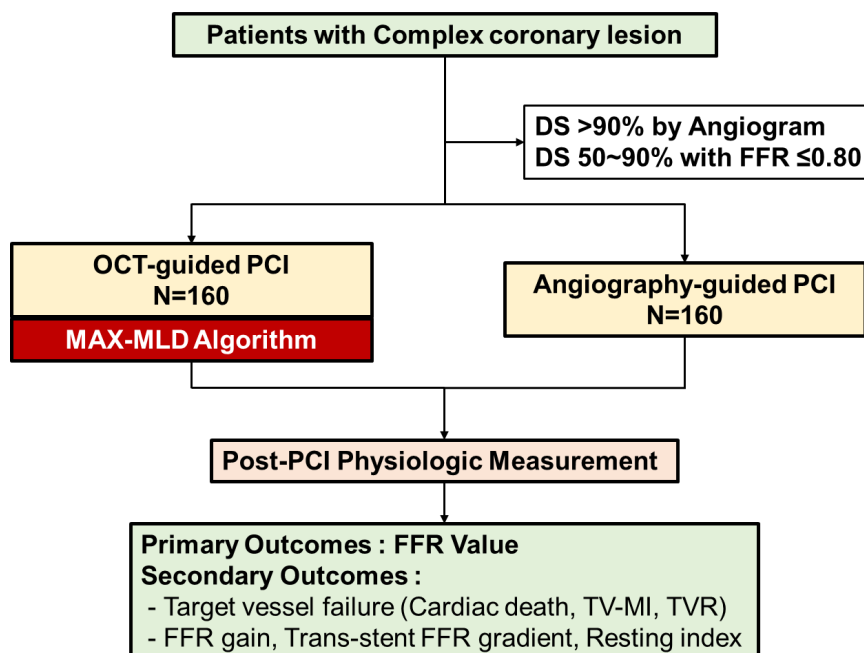 Patients with Complex coronary lesion
DS >90% by Angiogram
DS 50~90% with FFR ≤0.80
OCT-guided PCI
N=160
MAX-MLD Algorithm
Angiography-guided PCI
N=160
Post-PCI Physiologic Measurement
Primary Outcomes : FFR Value
Secondary Outcomes :
- Target vessel failure (Cardiac death, TV-MI, TVR)
- FFR gain, Trans-stent FFR gradient, Resting index